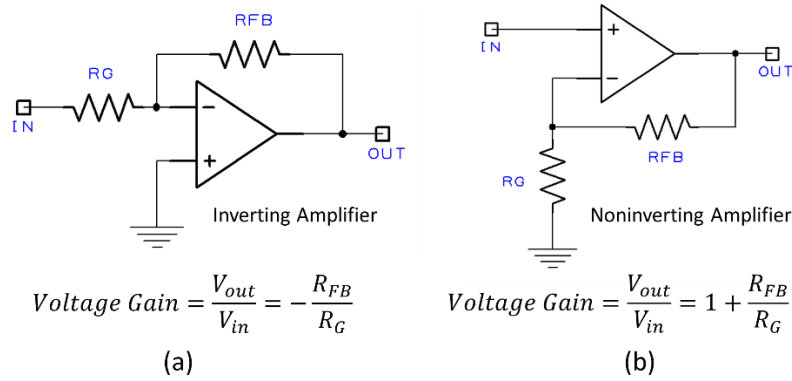 RFB
RG
IN
−
+
OUT
Inverting Amplifier
Voltage Gain = V_out / V_in = − R_FB / R_G
(a)
IN
+
−
OUT
RFB
RG
Noninverting Amplifier
Voltage Gain = V_out / V_in = 1 + R_FB / R_G
(b)